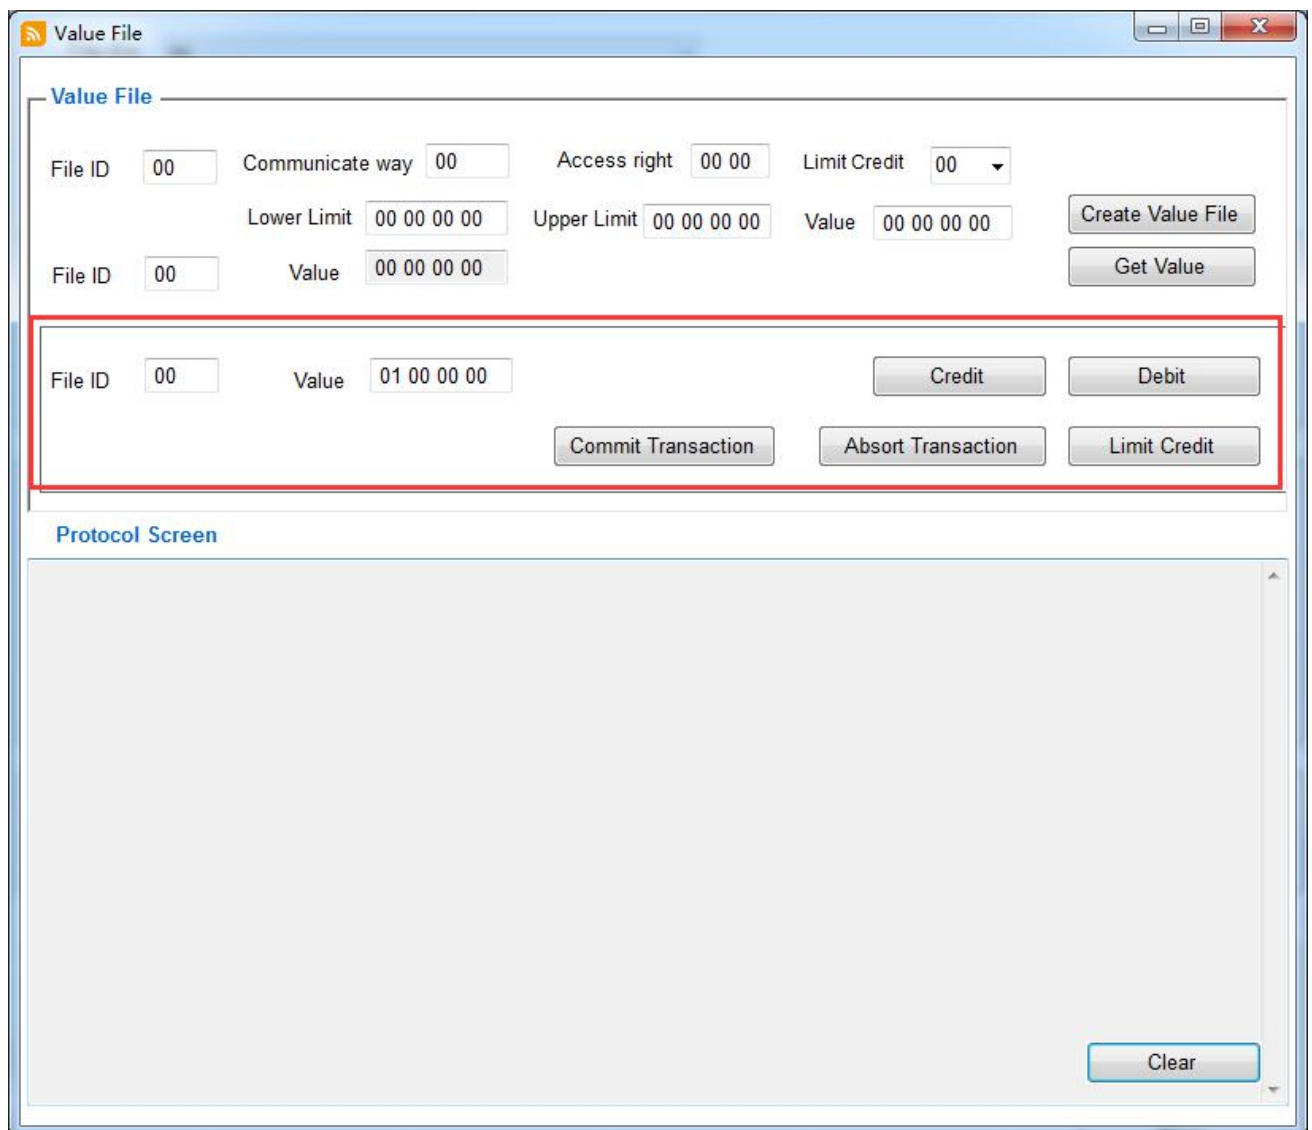 Value File
Value File
File ID 00 Communicate way 00 Access right 00 00 Limit Credit 00
Lower Limit 00 00 00 00 Upper Limit 00 00 00 00 Value 00 00 00 00 Create Value File
File ID 00 Value 00 00 00 00 Get Value
File ID 00 Value 01 00 00 00 Credit Debit
Commit Transaction Absort Transaction Limit Credit
Protocol Screen
Clear